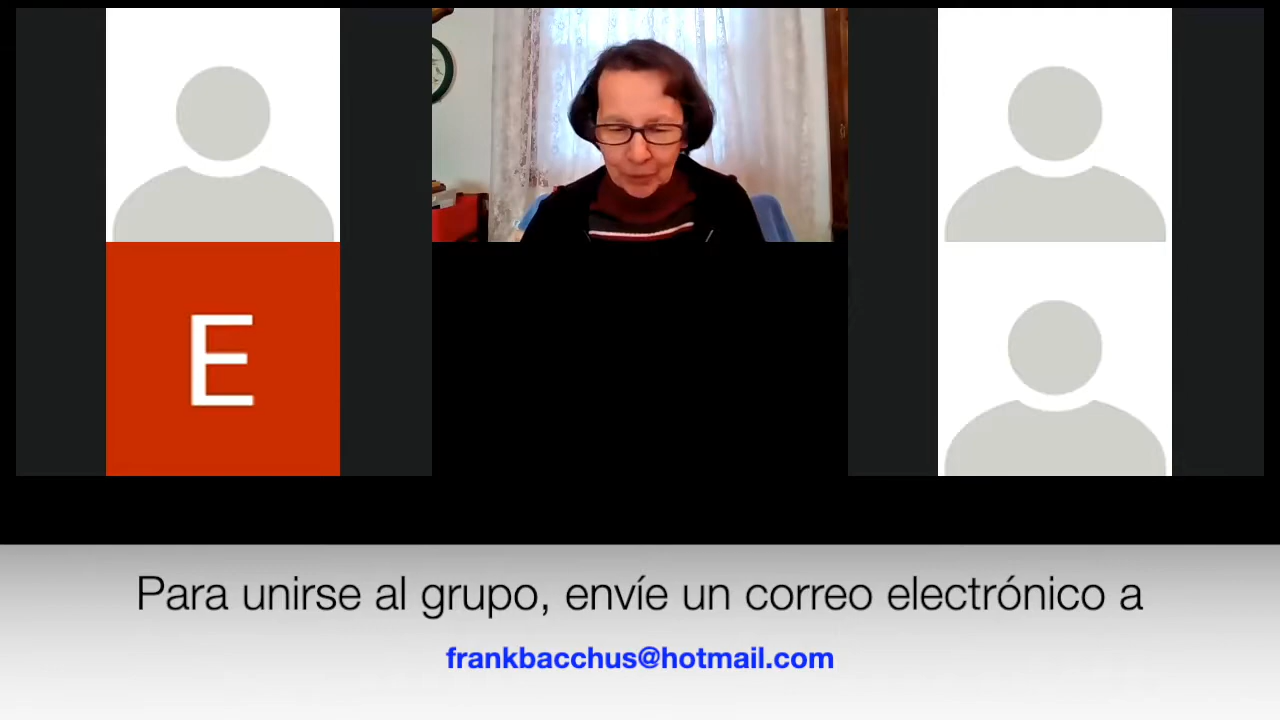 E
Para unirse al grupo, envíe un correo electrónico a
frankbacchus@hotmail.com